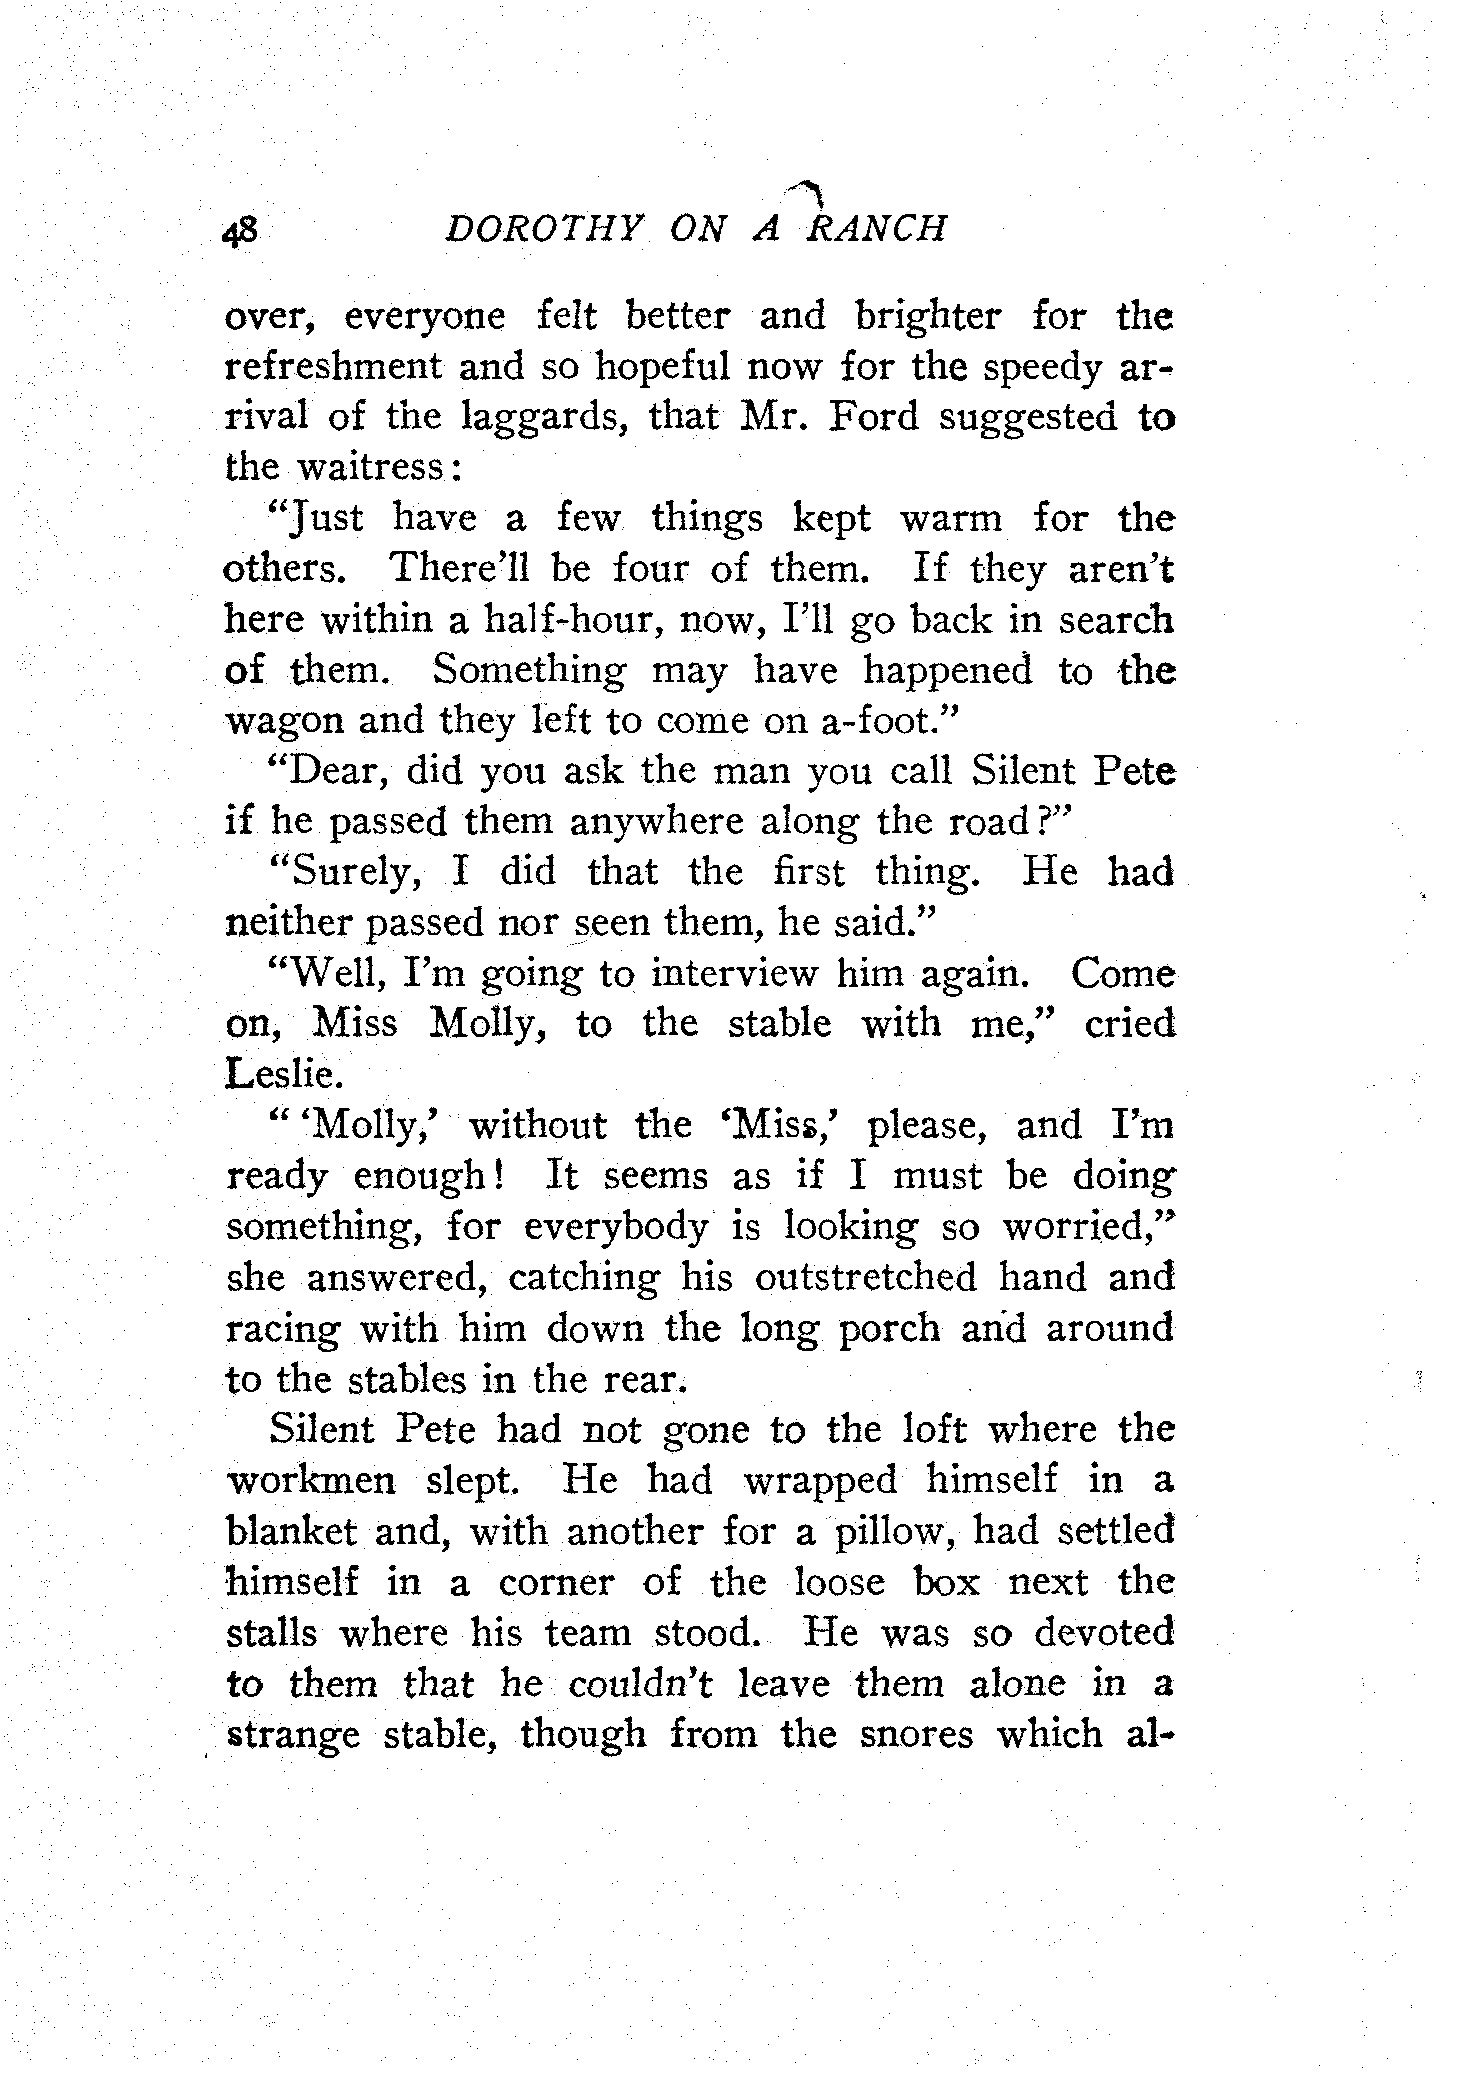 48 DOROTHY ON A RANCH
over, everyone felt better and brighter for the
refreshment and so hopeful now for the speedy ar-
rival of the laggards, that Mr. Ford suggested to
the waitress:
"Just have a few things kept warm for the
others. There'll be four of them. If they aren't
here within a half-hour, now, I'll go back in search
of them. Something may have happened to the
wagon and they left to come on a-foot."
"Dear, did you ask the man you call Silent Pete
if he passed them anywhere along the road?"
"Surely, I did that the first thing. He had
neither passed nor seen them, he said."
"Well, I'm going to interview him again. Come
on, Miss Molly, to the stable with me," cried
Leslie.
"'Molly,' without the 'Miss,' please, and I'm
ready enough! It seems as if I must be doing
something, for everybody is looking so worried,"
she answered, catching his outstretched hand and
racing with him down the long porch and around
to the stables in the rear.
Silent Pete had not gone to the loft where the
workmen slept. He had wrapped himself in a
blanket and, with another for a pillow, had settled
himself in a corner of the loose box next the
stalls where his team stood. He was so devoted
to them that he couldn't leave them alone in a
strange stable, though from the snores which al-